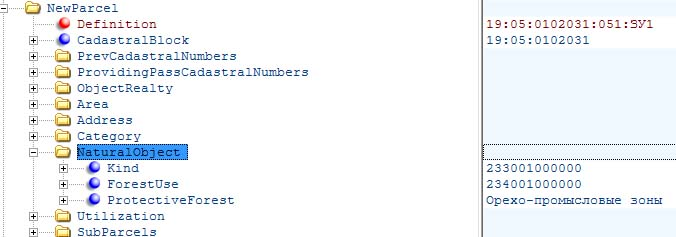 NewParcel
Definition 19:05:0102031:051:ЗУ1
CadastralBlock 19:05:0102031
PrevCadastralNumbers
ProvidingPassCadastralNumbers
ObjectRealty
Area
Address
Category
NaturalObject
Kind 233001000000
ForestUse 234001000000
ProtectiveForest Орехо-промысловые зоны
Utilization
SubParcels